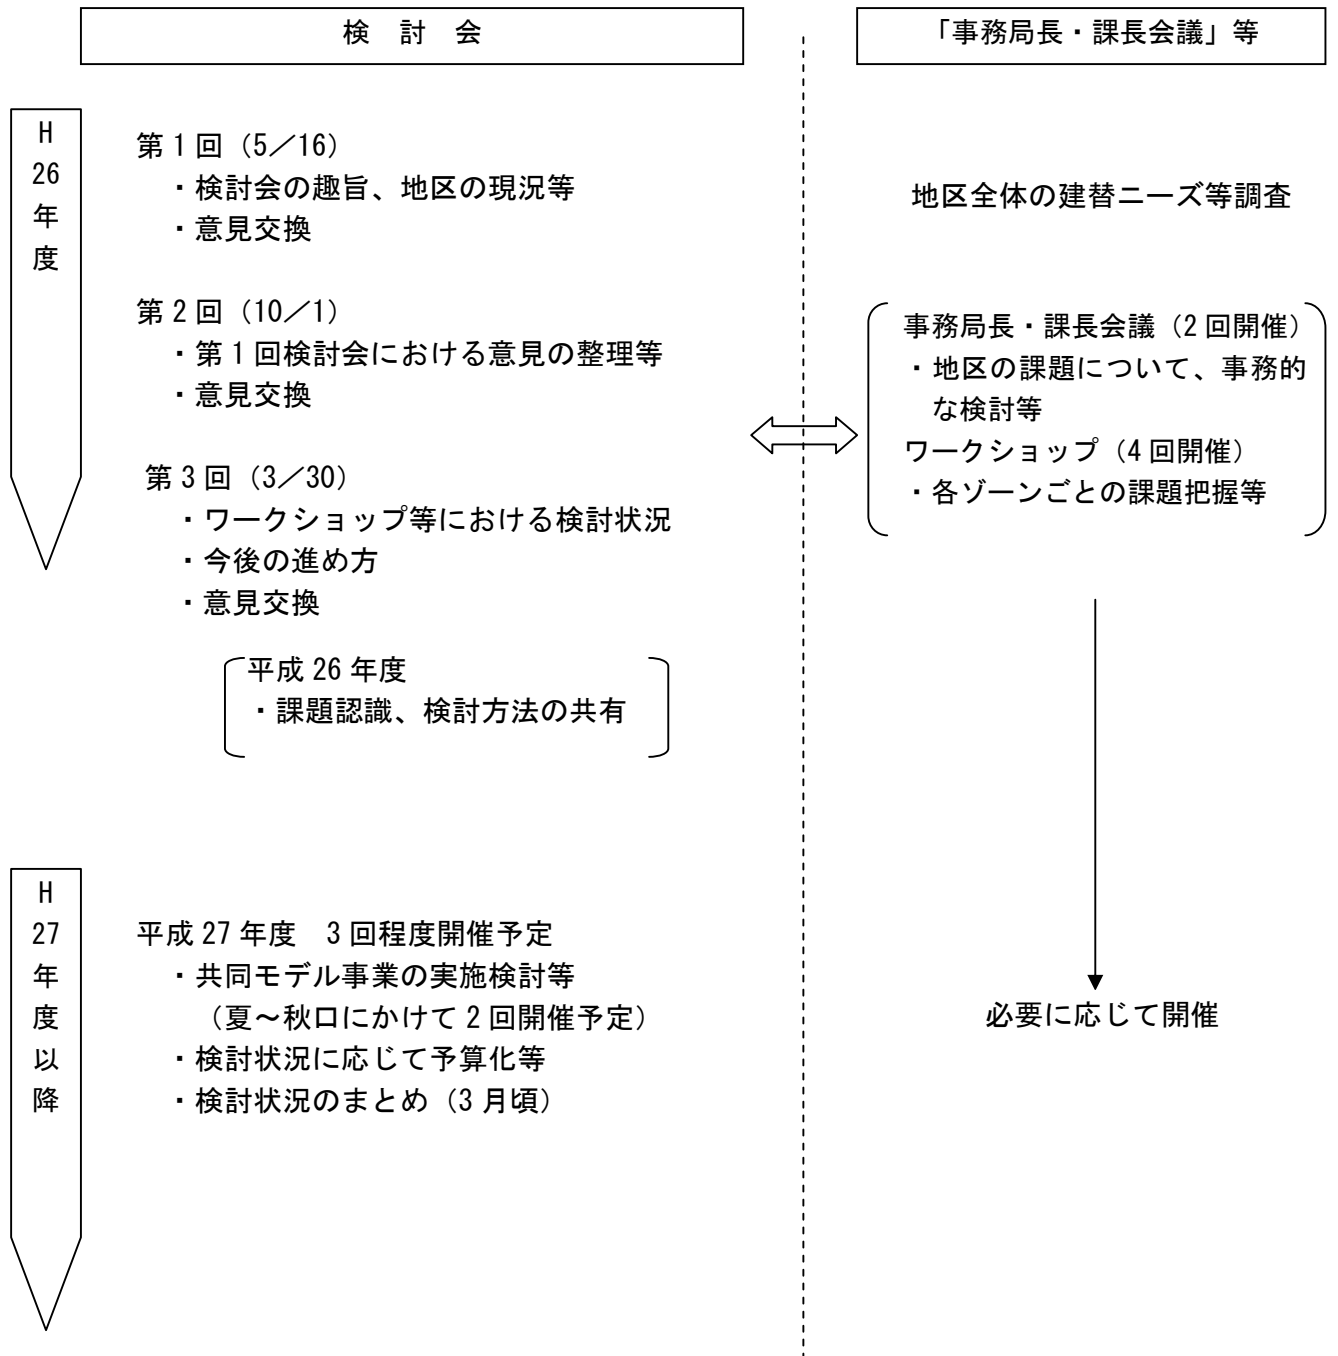 検 討 会
「事務局長・課長会議」等
H
26
年
度
第1回（5／16）
・検討会の趣旨、地区の現況等
・意見交換
第2回（10／1）
・第1回検討会における意見の整理等
・意見交換
第3回（3／30）
・ワークショップ等における検討状況
・今後の進め方
・意見交換
平成26年度
・課題認識、検討方法の共有
地区全体の建替ニーズ等調査
事務局長・課長会議（2回開催）
・地区の課題について、事務的
な検討等
ワークショップ（4回開催）
・各ゾーンごとの課題把握等
H
27
年
度
以
降
平成27年度　3回程度開催予定
・共同モデル事業の実施検討等
（夏～秋口にかけて2回開催予定）
・検討状況に応じて予算化等
・検討状況のまとめ（3月頃）
必要に応じて開催